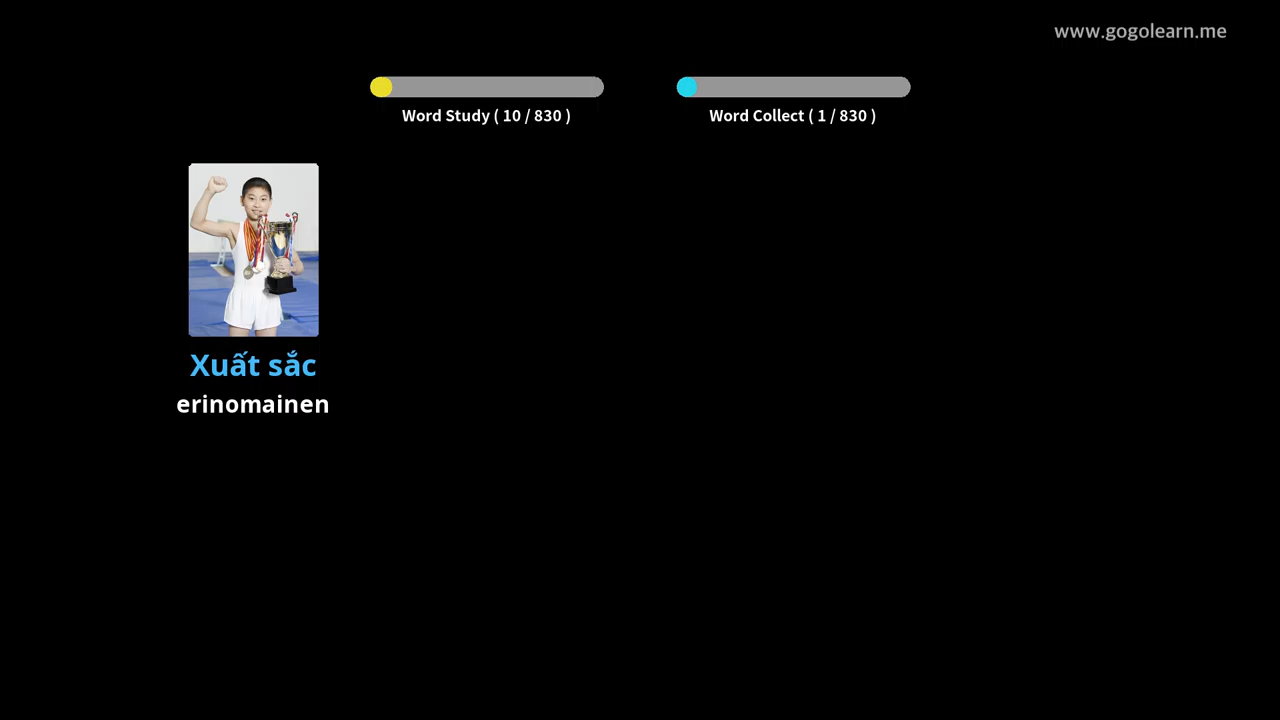 www.gogolearn.me
Word Study ( 10 / 830 )
Word Collect ( 1 / 830 )
Xuất sắc
erinomainen